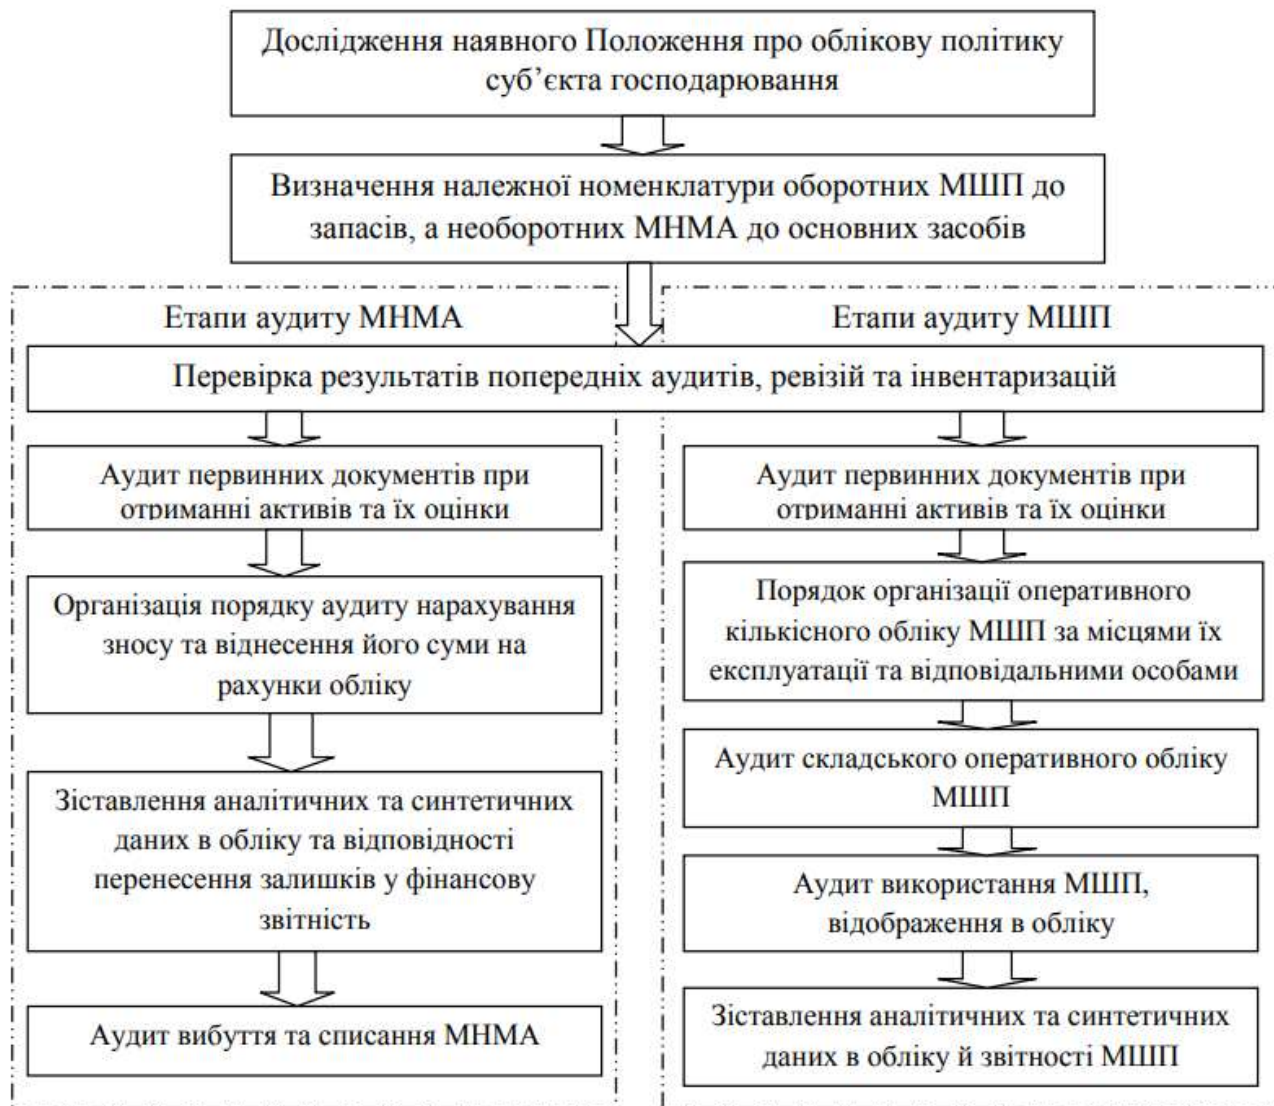 Дослідження наявного Положення про облікову політику
суб’єкта господарювання
Визначення належної номенклатури оборотних МШП до
запасів, а необоротних МНМА до основних засобів
Етапи аудиту МНМА
Етапи аудиту МШП
Перевірка результатів попередніх аудитів, ревізій та інвентаризацій
Аудит первинних документів при
отриманні активів та їх оцінки
Організація порядку аудиту нарахування
зносу та віднесення його суми на
рахунки обліку
Зіставлення аналітичних та синтетичних
даних в обліку та відповідності
перенесення залишків у фінансову
звітність
Аудит вибуття та списання МНМА
Аудит первинних документів при
отриманні активів та їх оцінки
Порядок організації оперативного
кількісного обліку МШП за місцями їх
експлуатації та відповідальними особами
Аудит складського оперативного обліку
МШП
Аудит використання МШП,
відображення в обліку
Зіставлення аналітичних та синтетичних
даних в обліку й звітності МШП